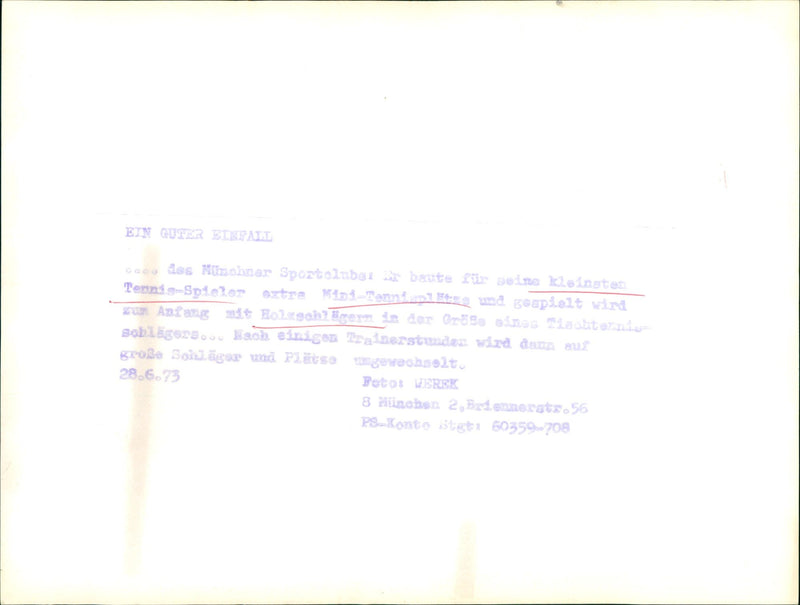 EIN GUTER EINFALL
.... des Münchner Sportclubs: Er baute für seine kleinsten
Tennis-Spieler extra Mini-Tennisplätze und gespielt wird
zum Anfang mit Holzschlägern in der Größe eines Tischtennis-
schlägers... Nach einigen Trainerstunden wird dann auf
große Schläger und Plätze umgewechselt.
28.6.73
Foto: WEREK
8 München 2,Briennerstr.56
PS-Konto Stgt: 60359-708